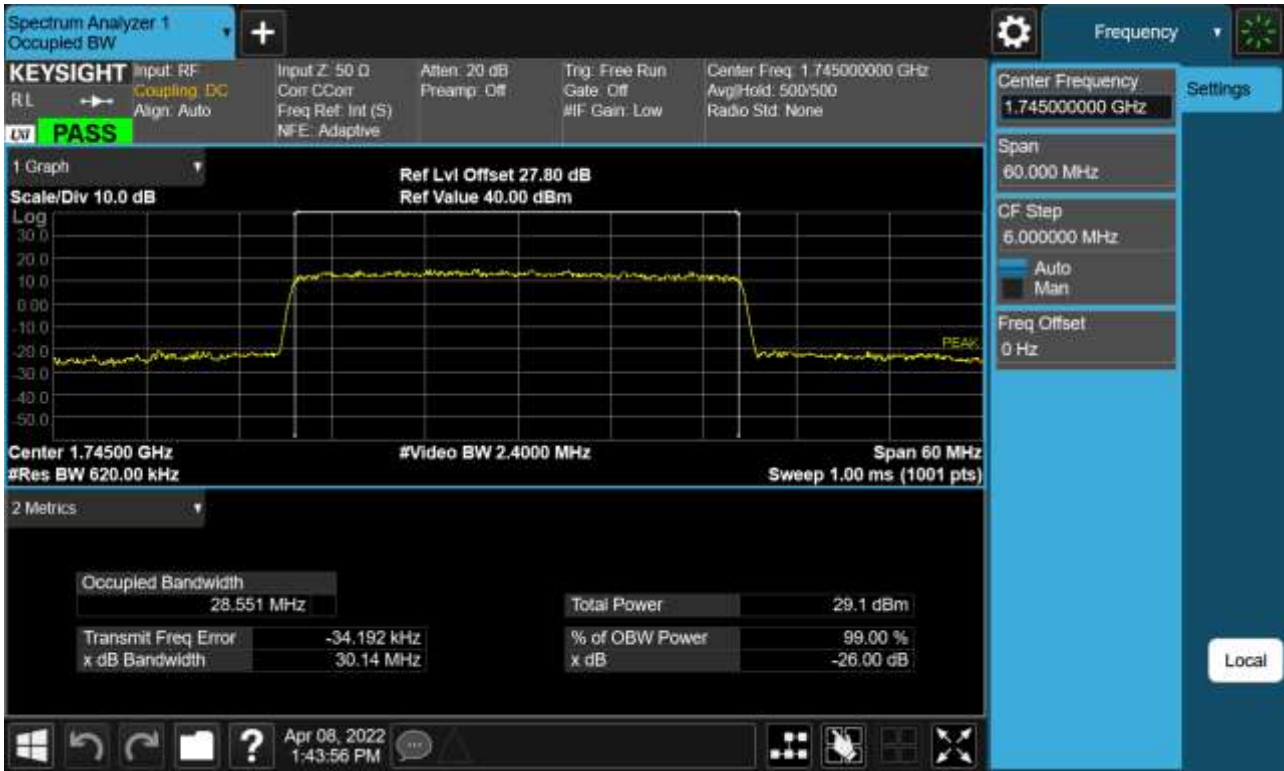 Spectrum Analyzer 1
Occupied BW
+
Frequency
KEYSIGHT
RL
LXI
PASS
Input: RF
Coupling: DC
Align: Auto
Input Z: 50 Ω
Corr CCorr
Freq Ref: Int (S)
NFE: Adaptive
Atten: 20 dB
Preamp: Off
Trig: Free Run
Gate: Off
#IF Gain: Low
Center Freq: 1.745000000 GHz
Avg|Hold: 500/500
Radio Std: None
1 Graph
Scale/Div 10.0 dB
Ref Lvl Offset 27.80 dB
Ref Value 40.00 dBm
Log
30.0
20.0
10.0
0.00
-10.0
-20.0
-30.0
-40.0
-50.0
PEAK
Center 1.74500 GHz
#Video BW 2.4000 MHz
Span 60 MHz
#Res BW 620.00 kHz
Sweep 1.00 ms (1001 pts)
2 Metrics
Occupied Bandwidth
28.551 MHz
Total Power 29.1 dBm
Transmit Freq Error -34.192 kHz
% of OBW Power 99.00 %
x dB Bandwidth 30.14 MHz
x dB -26.00 dB
Center Frequency
1.745000000 GHz
Span
60.000 MHz
CF Step
6.000000 MHz
Auto
Man
Freq Offset
0 Hz
Settings
Local
?
Apr 08, 2022
1:43:56 PM